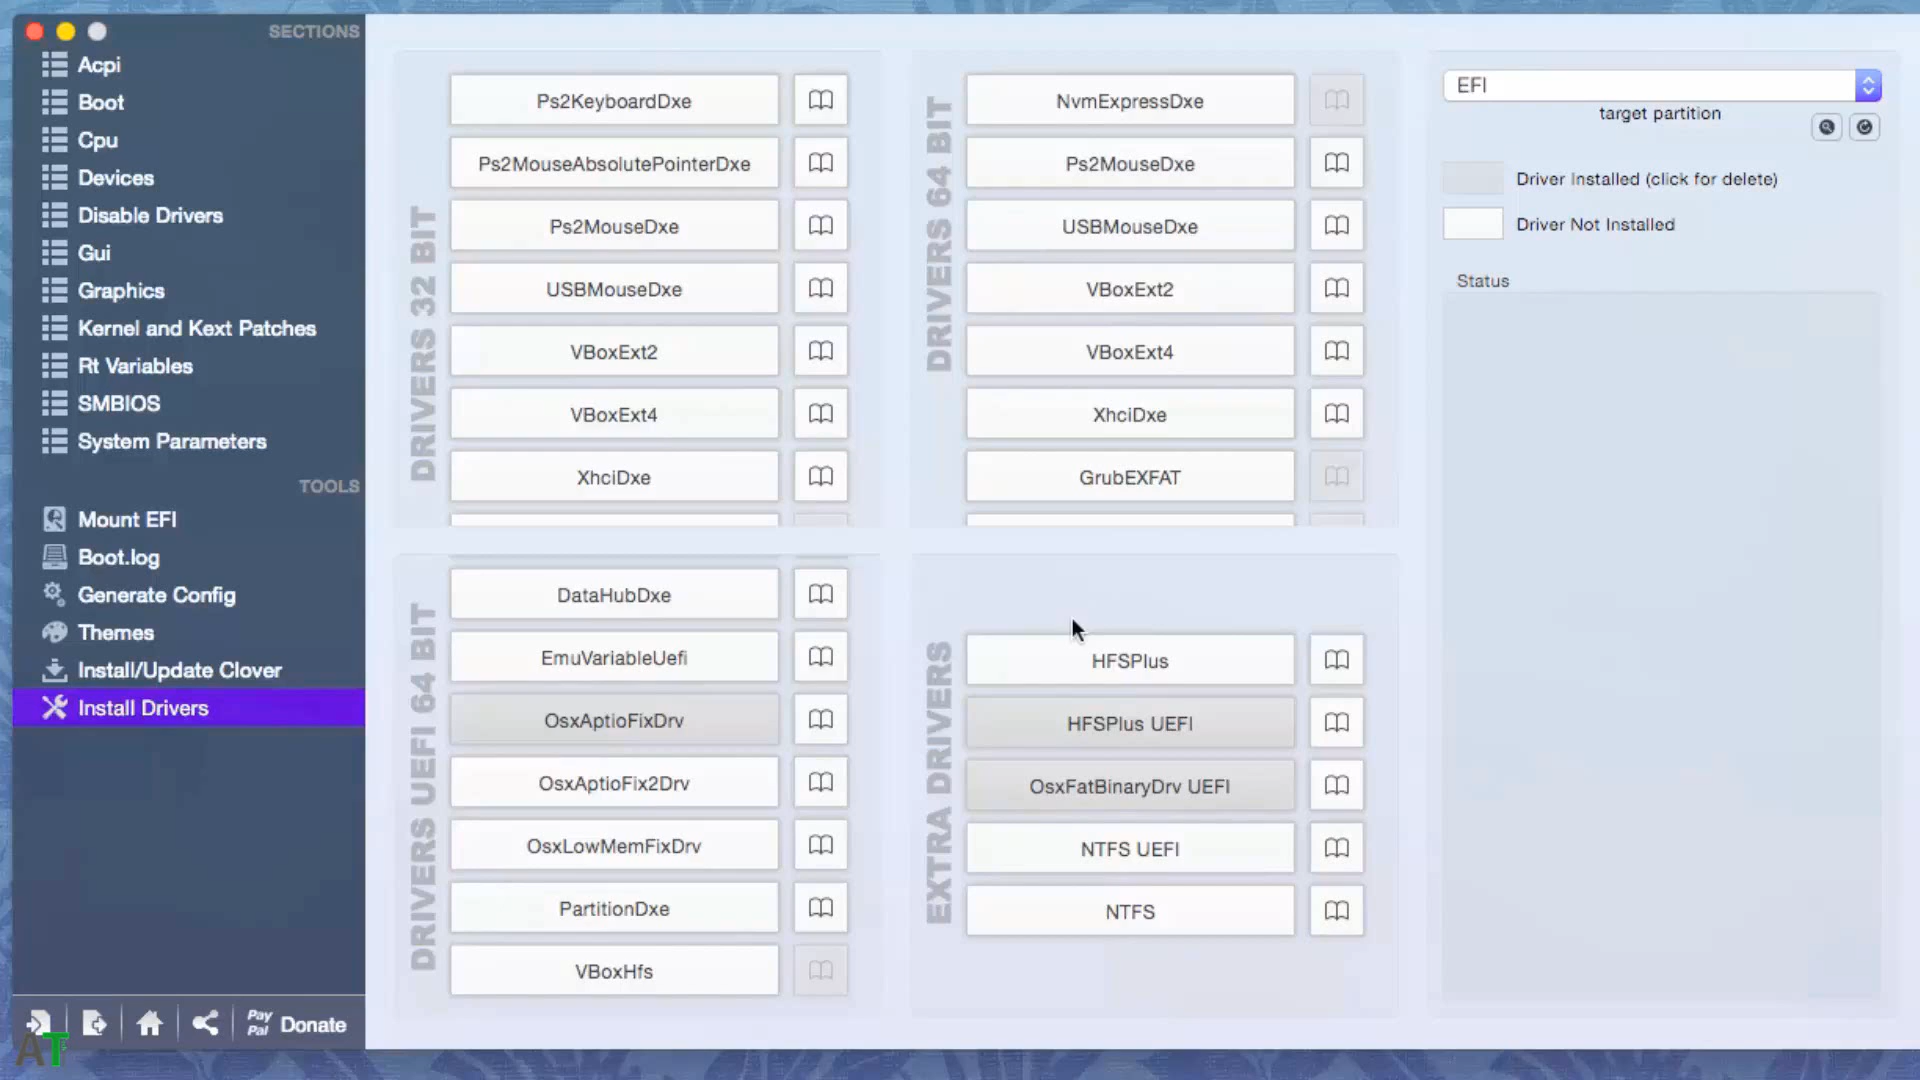 SECTIONS
Acpi
Boot
Cpu
Devices
Disable Drivers
Gui
Graphics
Kernel and Kext Patches
Rt Variables
SMBIOS
System Parameters
TOOLS
Mount EFI
Boot.log
Generate Config
Themes
Install/Update Clover
Install Drivers
Pay
Pal
Donate
AT
DRIVERS 32 BIT
Ps2KeyboardDxe
Ps2MouseAbsolutePointerDxe
Ps2MouseDxe
USBMouseDxe
VBoxExt2
VBoxExt4
XhciDxe
DRIVERS 64 BIT
NvmExpressDxe
Ps2MouseDxe
USBMouseDxe
VBoxExt2
VBoxExt4
XhciDxe
GrubEXFAT
DRIVERS UEFI 64 BIT
DataHubDxe
EmuVariableUefi
OsxAptioFixDrv
OsxAptioFix2Drv
OsxLowMemFixDrv
PartitionDxe
VBoxHfs
EXTRA DRIVERS
HFSPlus
HFSPlus UEFI
OsxFatBinaryDrv UEFI
NTFS UEFI
NTFS
EFI
target partition
Driver Installed (click for delete)
Driver Not Installed
Status